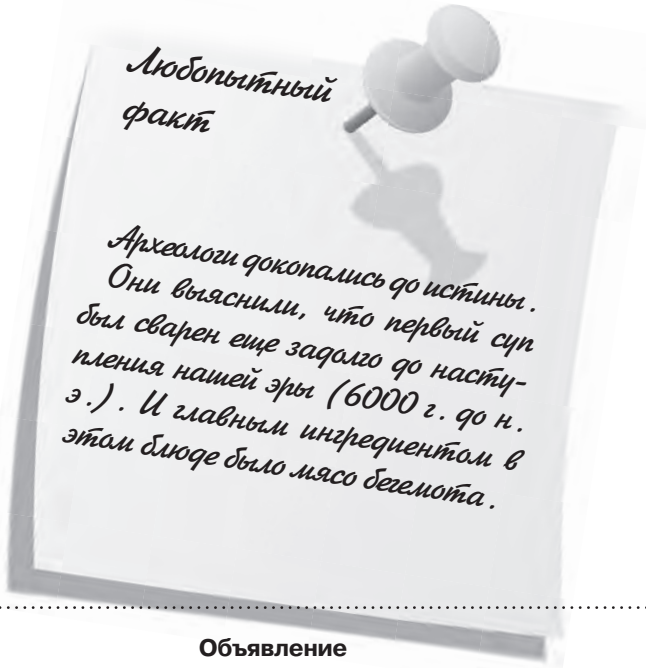 Любопытный
факт
Археологи докопались до истины.
Они выяснили, что первый суп
был сварен еще задолго до насту-
пления нашей эры (6000 г. до н.
э.). И главным ингредиентом в
этом блюде было мясо бегемота.
Объявление